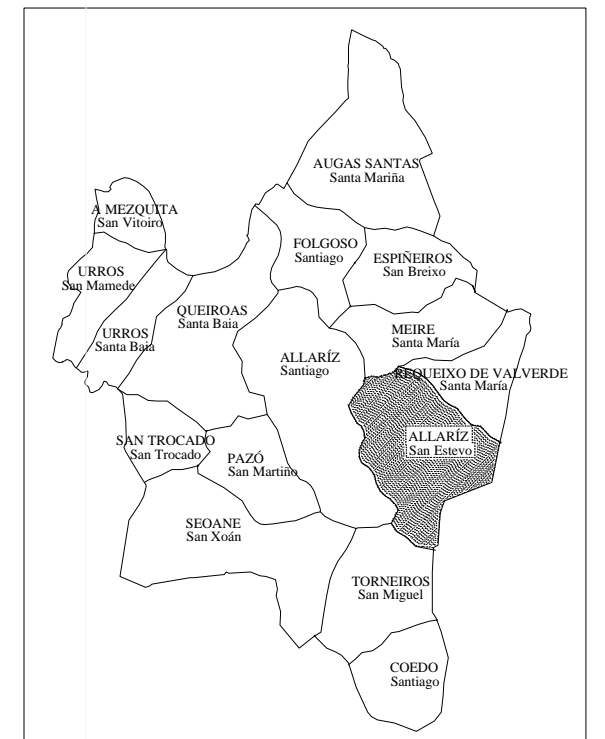 AUGAS SANTAS
Santa Mariña
A MEZQUITA
San Vitoiro
FOLGOSO
Santiago
ESPIÑEIROS
San Breixo
URROS
San Mamede
QUEIROAS
Santa Baia
URROS
Santa Baia
MEIRE
Santa María
ALLARÍZ
Santiago
REQUEIXO DE VALVERDE
Santa María
SAN TROCADO
San Trocado
PAZÓ
San Martiño
ALLARÍZ
San Estevo
SEOANE
San Xoán
TORNEIROS
San Miguel
COEDO
Santiago